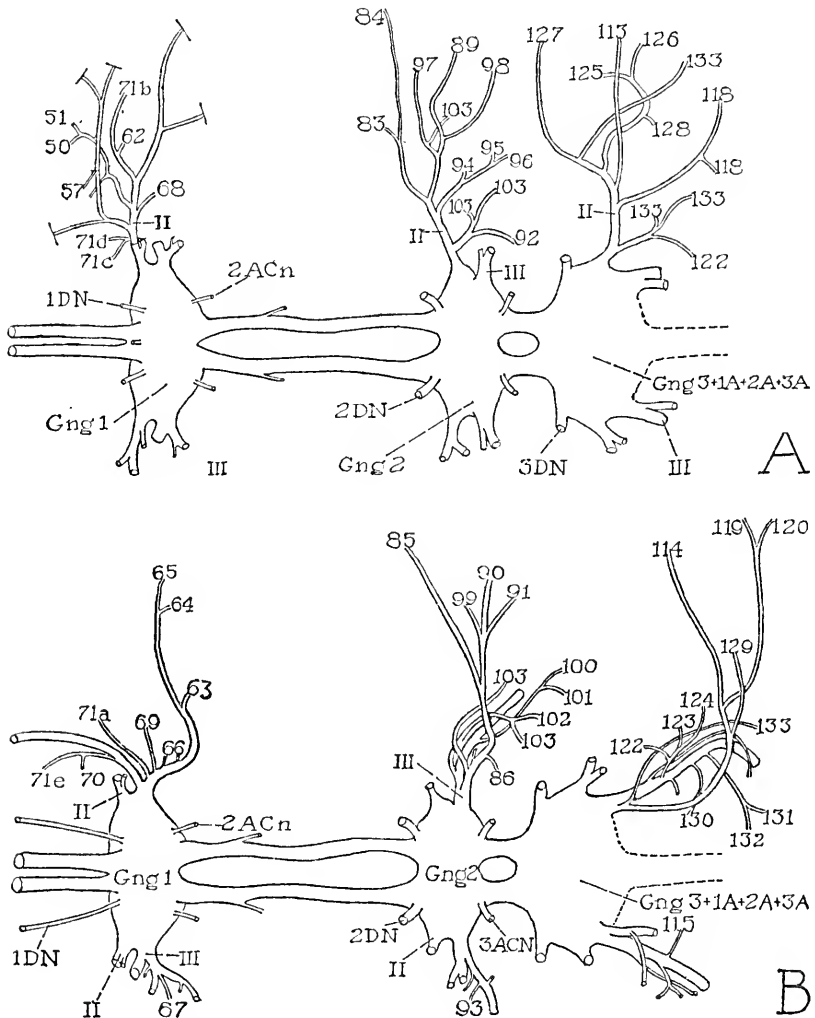 84
127
113
126
89
133
97
98
125
71b
118
51
103
62
83
128
50
95
96
94
57
118
68
103
133
II
103
II
133
II
71d
92
122
71c
III
2ACn
1DN
Gng 3+1A+2A+3A
2DN
Gng 1
Gng 2
3DN
III
III
A
119
120
85
114
65
90
64
99
91
129
63
103
100
124
71a
69
101
123
133
102
66
122
103
71e
70
III
86
II
131
130
2ACn
132
Gng 1
Gng 2
Gng 3+1A+2A+3A
115
2DN
3ACN
1DN
III
II
II
67
93
B